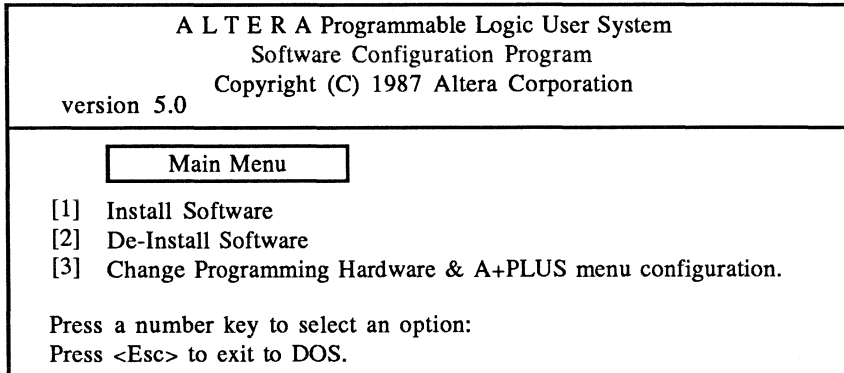 A L T E R A Programmable Logic User System
Software Configuration Program
Copyright (C) 1987 Altera Corporation
version 5.0
Main Menu
[1] Install Software
[2] De-Install Software
[3] Change Programming Hardware & A+PLUS menu configuration.
Press a number key to select an option:
Press <Esc> to exit to DOS.